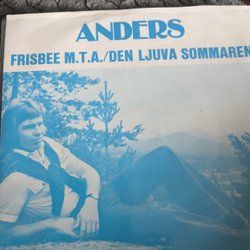 ANDERS
FRISBEE M.T.A./DEN LJUVA SOMMAREN